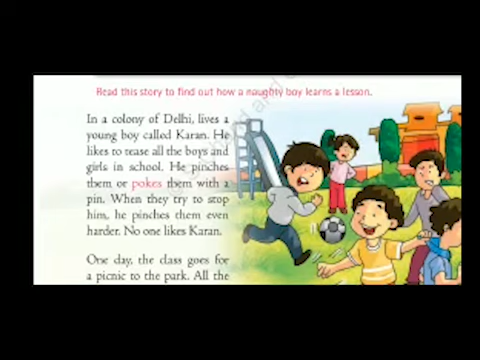 Read this story to find out how a naughty boy learns a lesson.
In a colony of Delhi, lives a
young boy called Karan. He
likes to tease all the boys and
girls in school. He pinches
them or pokes them with a
pin. When they try to stop
him, he pinches them even
harder. No one likes Karan.
One day, the class goes for
a picnic to the park. All the